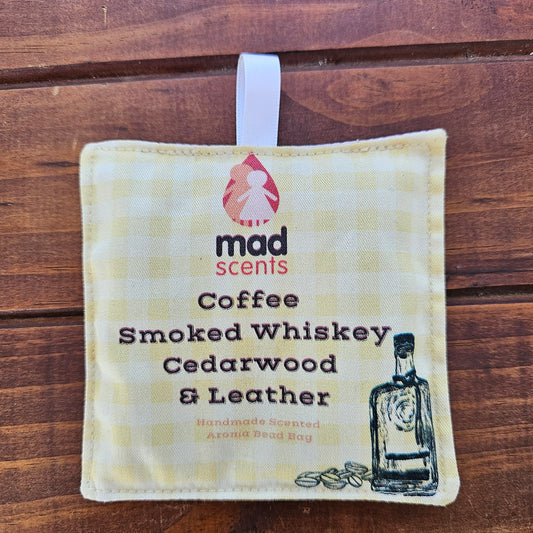 mad
scents
Coffee
Smoked Whiskey
Cedarwood
& Leather
Handmade Scented
Aroma Bead Bag